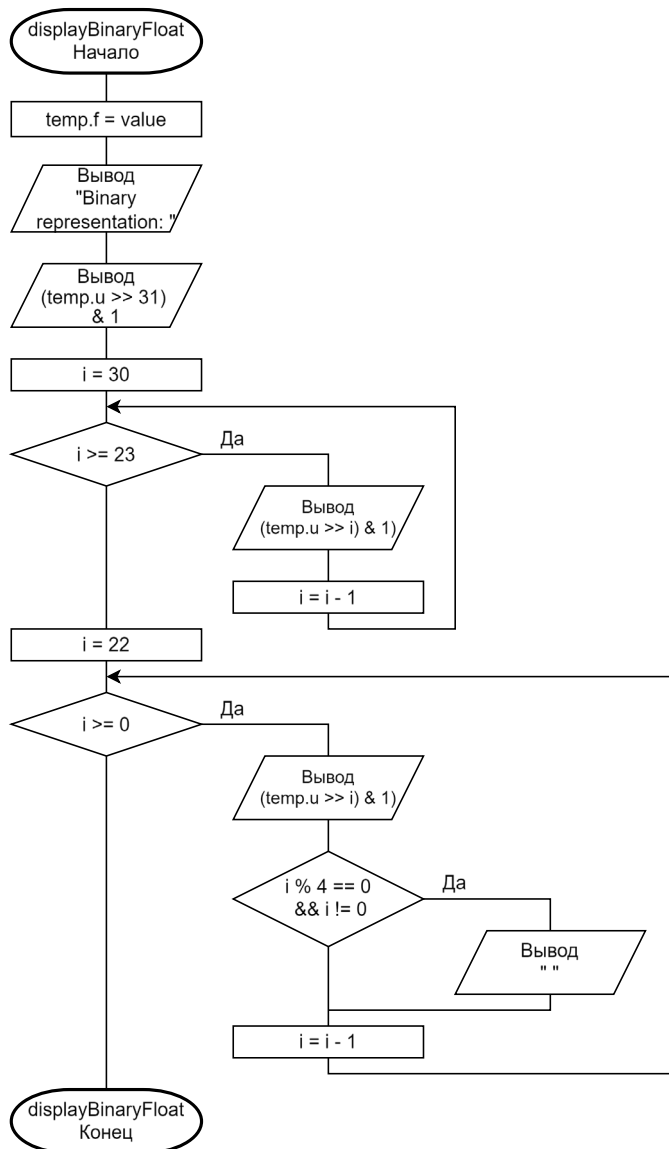 displayBinaryFloat
Начало
temp.f = value
Вывод
"Binary
representation: "
Вывод
(temp.u >> 31)
& 1
i = 30
i >= 23
Да
Вывод
(temp.u >> i) & 1)
i = i - 1
i = 22
i >= 0
Да
Вывод
(temp.u >> i) & 1)
i % 4 == 0
&& i != 0
Да
Вывод
" "
i = i - 1
displayBinaryFloat
Конец